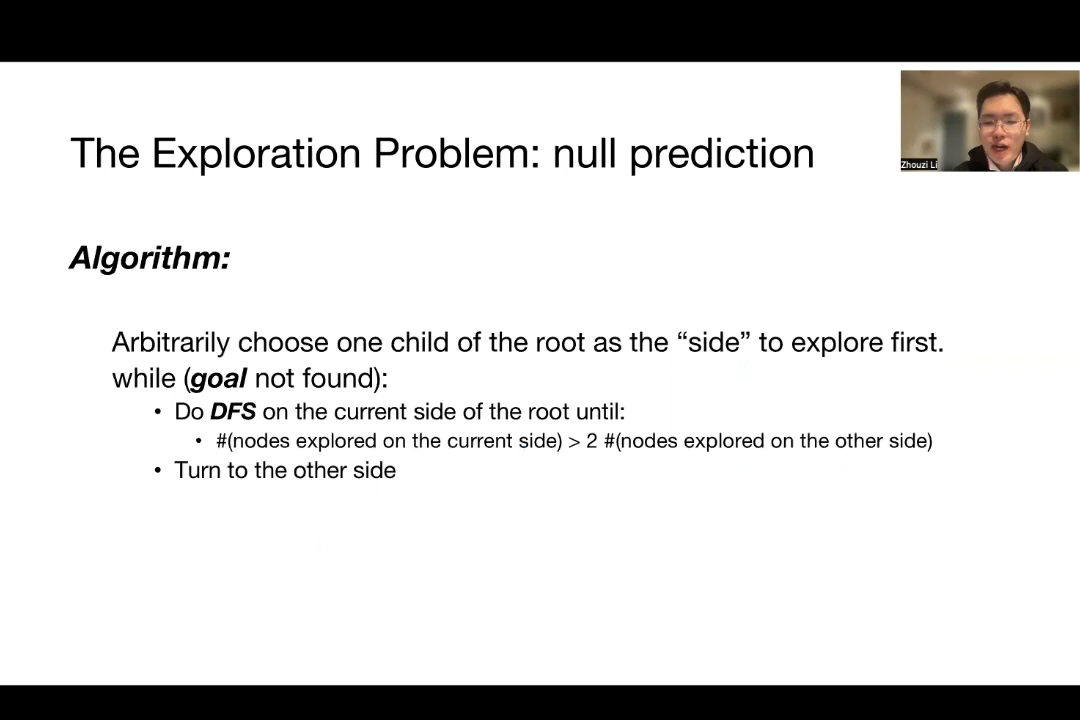 The Exploration Problem: null prediction
Zhouzi Li
Algorithm:
Arbitrarily choose one child of the root as the “side” to explore first.
while (goal not found):
• Do DFS on the current side of the root until:
• #(nodes explored on the current side) > 2 #(nodes explored on the other side)
• Turn to the other side